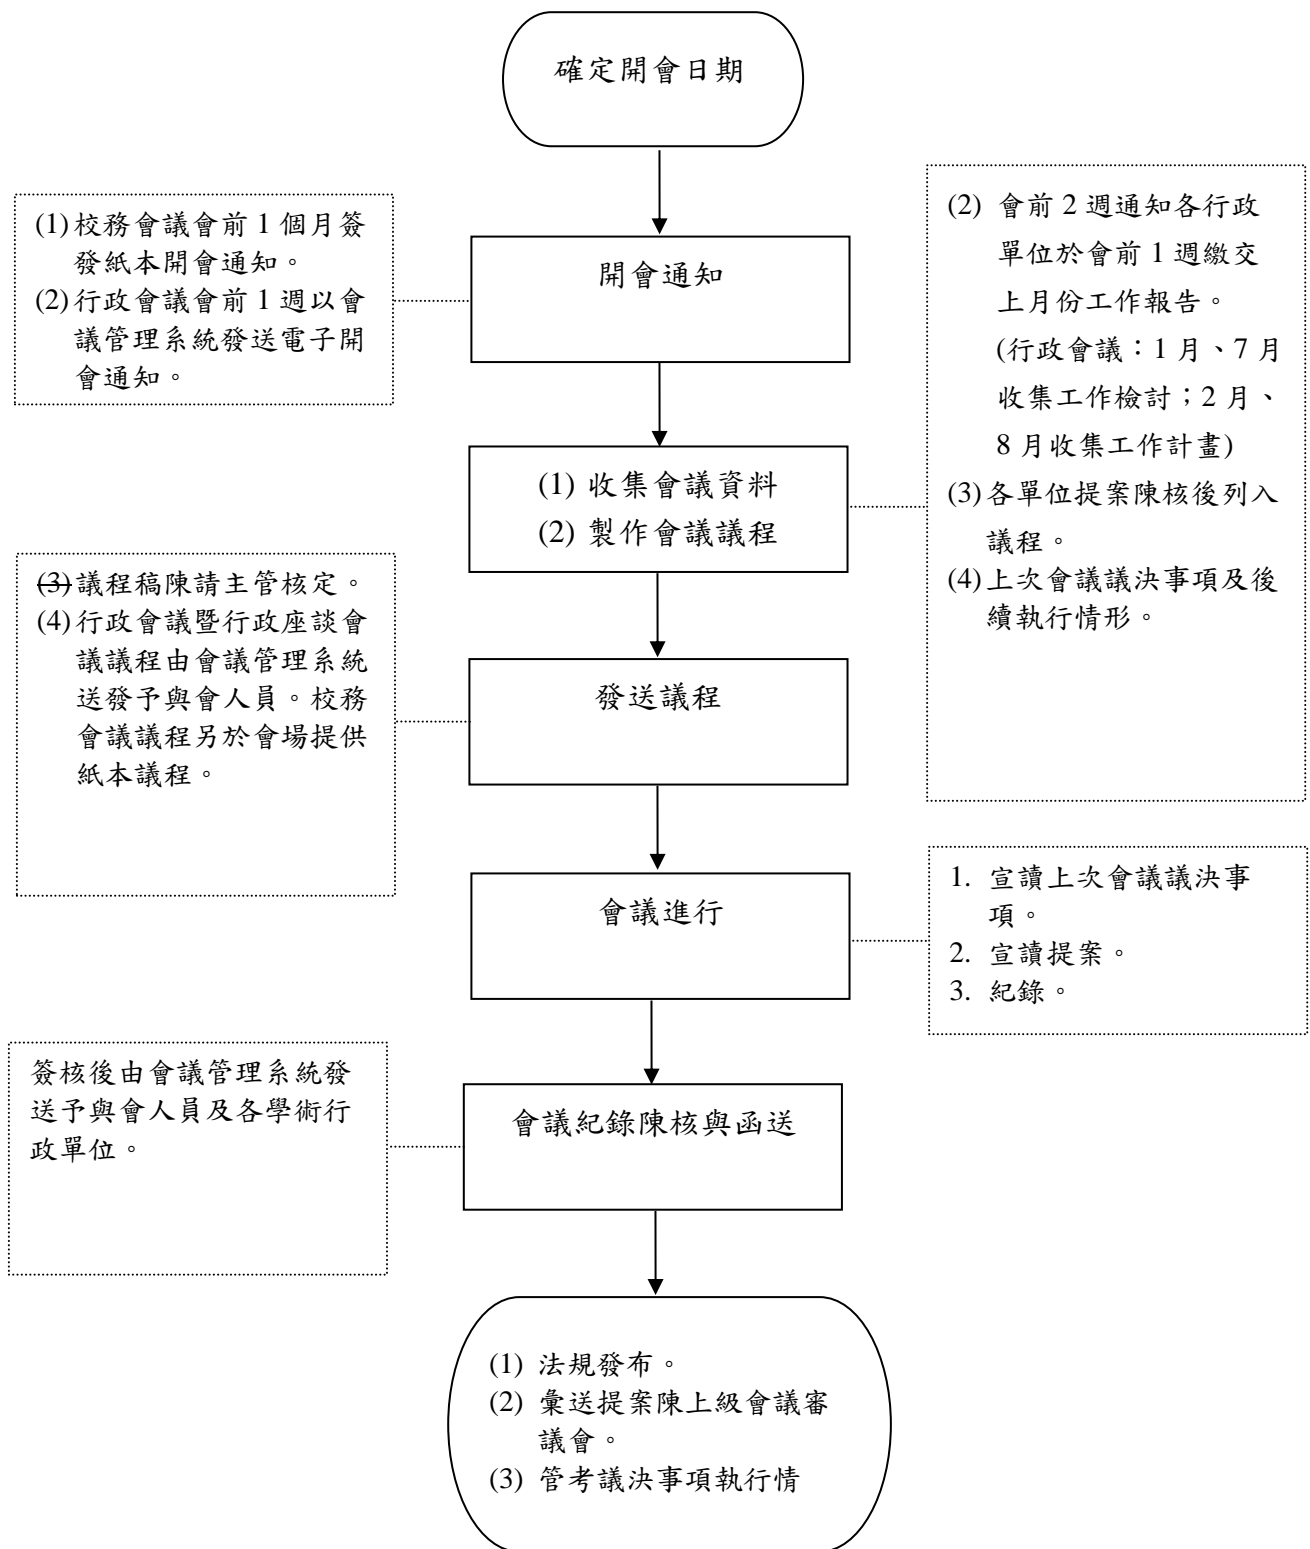 確定開會日期
(1)校務會議會前 1 個月簽
發紙本開會通知。
(2)行政會議會前 1 週以會
議管理系統發送電子開
會通知。
開會通知
(2) 會前 2 週通知各行政
單位於會前 1 週繳交
上月份工作報告。
(行政會議：1 月、7 月
收集工作檢討；2 月、
8 月收集工作計畫)
(3)各單位提案陳核後列入
議程。
(4)上次會議議決事項及後
續執行情形。
(1) 收集會議資料
(2) 製作會議議程
(3)議程稿陳請主管核定。
(4)行政會議暨行政座談會
議議程由會議管理系統
送發予與會人員。校務
會議議程另於會場提供
紙本議程。
發送議程
會議進行
1. 宣讀上次會議議決事
項。
2. 宣讀提案。
3. 紀錄。
簽核後由會議管理系統發
送予與會人員及各學術行
政單位。
會議紀錄陳核與函送
(1) 法規發布。
(2) 彙送提案陳上級會議審
議會。
(3) 管考議決事項執行情